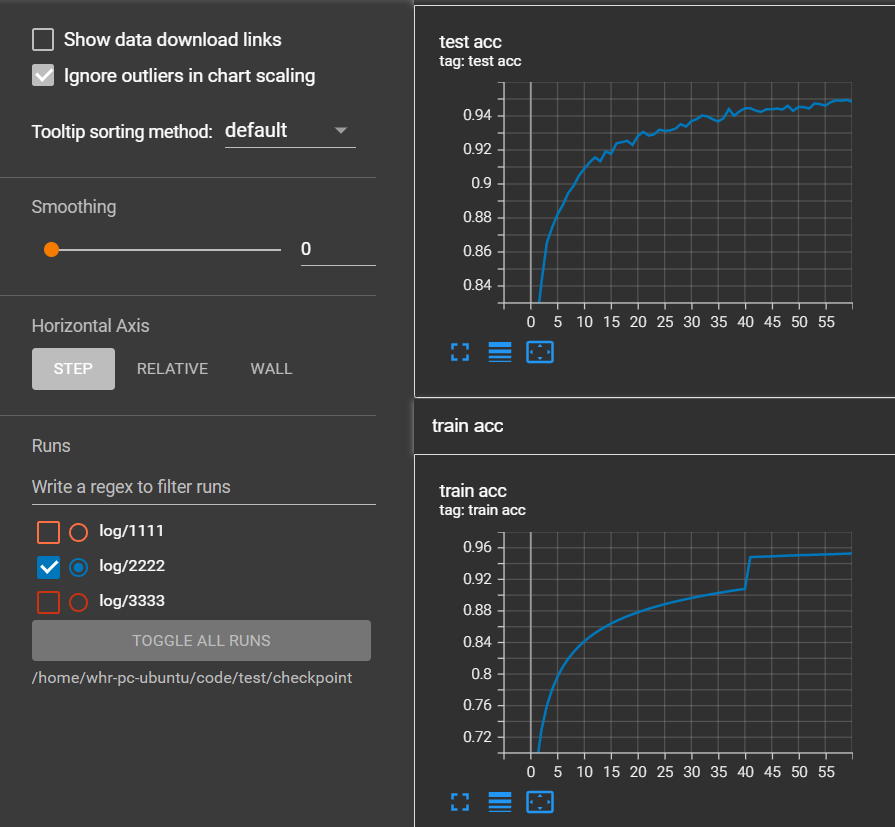 Show data download links
Ignore outliers in chart scaling
Tooltip sorting method: default
Smoothing
0
Horizontal Axis
STEP RELATIVE WALL
Runs
Write a regex to filter runs
log/1111
log/2222
log/3333
TOGGLE ALL RUNS
/home/whr-pc-ubuntu/code/test/checkpoint
test acc
tag: test acc
0.94
0.92
0.9
0.88
0.86
0.84
0 5 10 15 20 25 30 35 40 45 50 55
train acc
train acc
tag: train acc
0.96
0.92
0.88
0.84
0.8
0.76
0.72
0 5 10 15 20 25 30 35 40 45 50 55